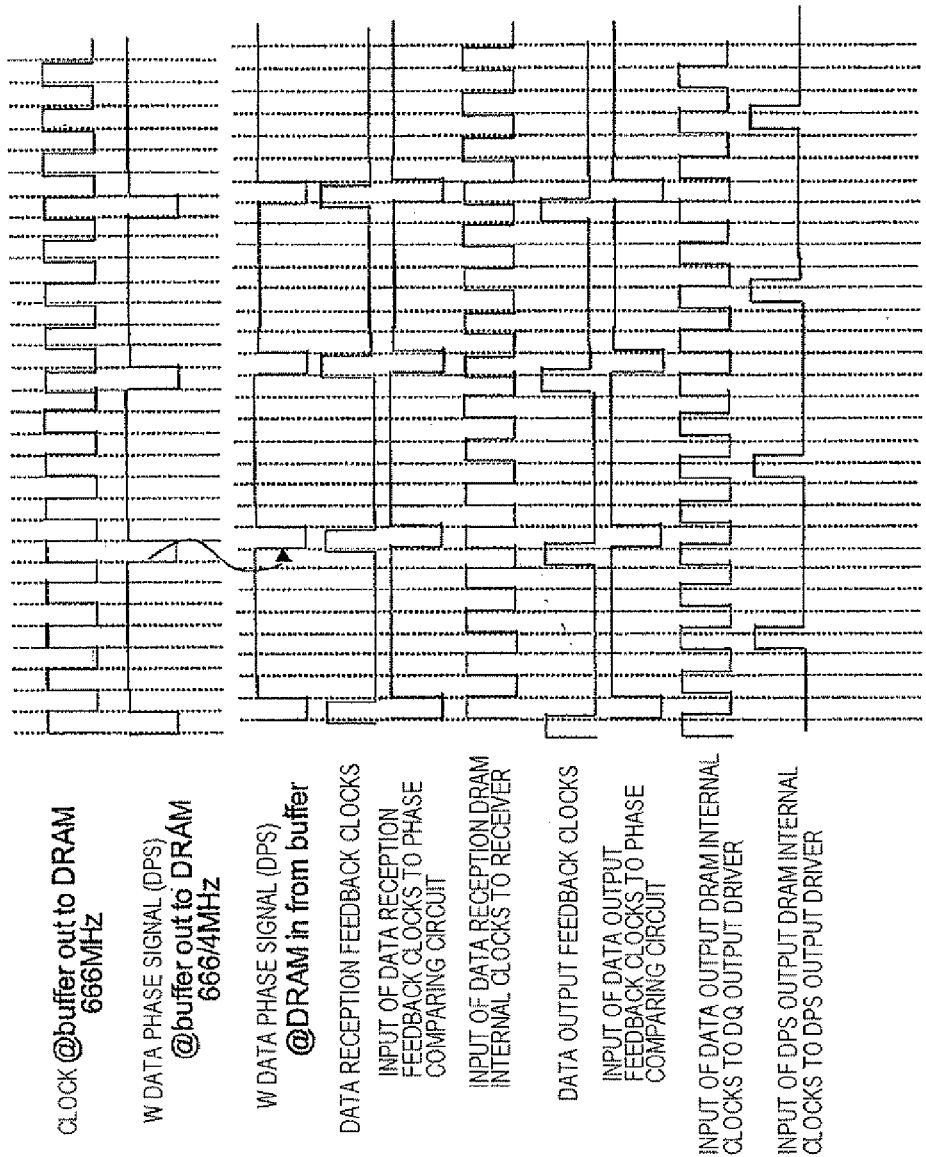 CLOCK @buffer out to DRAM
666MHz
W DATA PHASE SIGNAL (DPS)
@buffer out to DRAM
666/4MHz
W DATA PHASE SIGNAL (DPS)
@DRAM in from buffer
DATA RECEPTION FEEDBACK CLOCKS
INPUT OF DATA RECEPTION
FEEDBACK CLOCKS TO PHASE
COMPARING CIRCUIT
INPUT OF DATA RECEPTION DRAM
INTERNAL CLOCKS TO RECEIVER
DATA OUTPUT FEEDBACK CLOCKS
INPUT OF DATA OUTPUT
FEEDBACK CLOCKS TO PHASE
COMPARING CIRCUIT
INPUT OF DATA OUTPUT DRAM INTERNAL
CLOCKS TO DQ OUTPUT DRIVER
INPUT OF DPS OUTPUT DRAM INTERNAL
CLOCKS TO DPS OUTPUT DRIVER